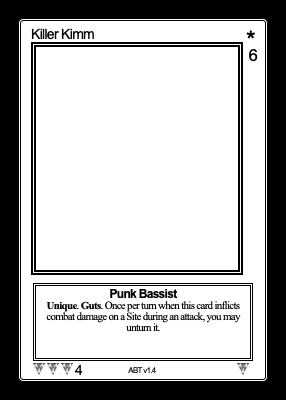 Killer Kimm *
6
Punk Bassist
Unique. Guts. Once per turn when this card inflicts
combat damage on a Site during an attack, you may
unturn it.
4 ABT v1.4